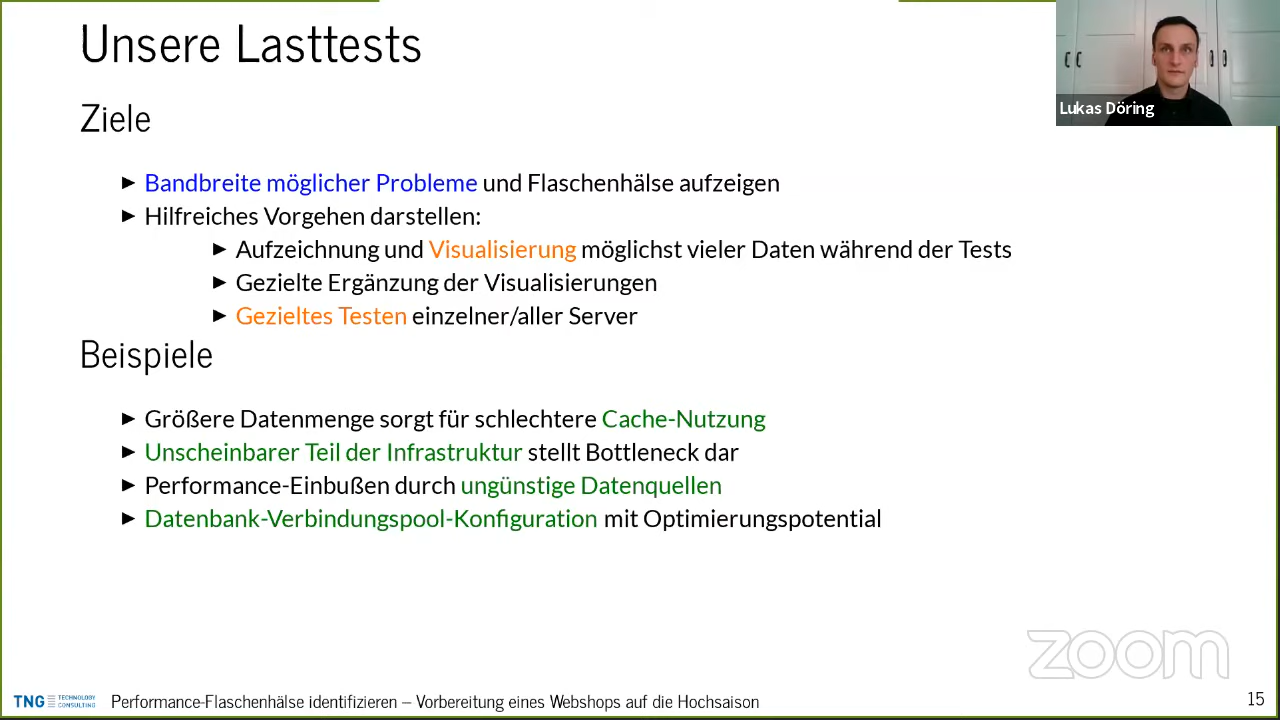 Unsere Lasttests
Lukas Döring
Ziele
► Bandbreite möglicher Probleme und Flaschenhälse aufzeigen
► Hilfreiches Vorgehen darstellen:
► Aufzeichnung und Visualisierung möglichst vieler Daten während der Tests
► Gezielte Ergänzung der Visualisierungen
► Gezieltes Testen einzelner/aller Server
Beispiele
► Größere Datenmenge sorgt für schlechtere Cache-Nutzung
► Unscheinbarer Teil der Infrastruktur stellt Bottleneck dar
► Performance-Einbußen durch ungünstige Datenquellen
► Datenbank-Verbindungspool-Konfiguration mit Optimierungspotential
zoom
TNG TECHNOLOGY CONSULTING
Performance-Flaschenhälse identifizieren – Vorbereitung eines Webshops auf die Hochsaison
15